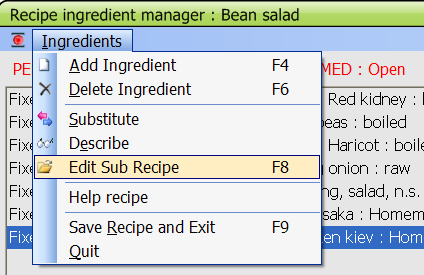 Recipe ingredient manager : Bean salad
Ingredients
PE MED : Open
Add Ingredient F4
Delete Ingredient F6
Substitute
Describe
Edit Sub Recipe F8
Help recipe
Save Recipe and Exit F9
Quit
Fixe Red kidney : b
Fixe eas : boiled
Fixe Haricot : boile
Fixe onion : raw
Fixe ng, salad, n.s.
Fixe saka : Homem
Fixe en kiev : Hom